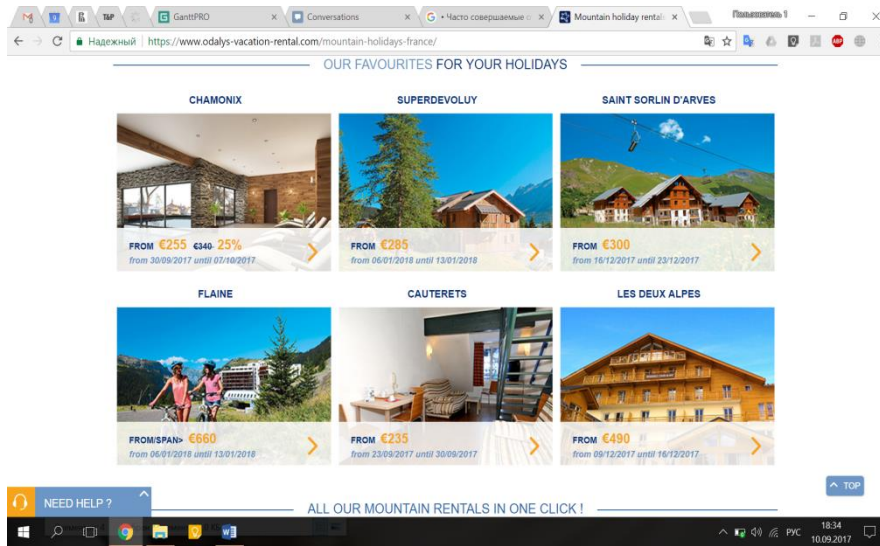 GanttPRO
Conversations
• Часто совершаемые о
Mountain holiday rentals
Пользователь 1
Надежный
https://www.odalys-vacation-rental.com/mountain-holidays-france/
OUR FAVOURITES FOR YOUR HOLIDAYS
CHAMONIX
SUPERDEVOLUY
SAINT SORLIN D'ARVES
FROM €255 €340 25%
from 30/09/2017 until 07/10/2017
FROM €285
from 06/01/2018 until 13/01/2018
FROM €300
from 16/12/2017 until 23/12/2017
FLAINE
CAUTERETS
LES DEUX ALPES
FROM/SPAN> €660
from 06/01/2018 until 13/01/2018
FROM €235
from 23/09/2017 until 30/09/2017
FROM €490
from 09/12/2017 until 16/12/2017
TOP
NEED HELP ?
ALL OUR MOUNTAIN RENTALS IN ONE CLICK !
РУС
18:34
10.09.2017